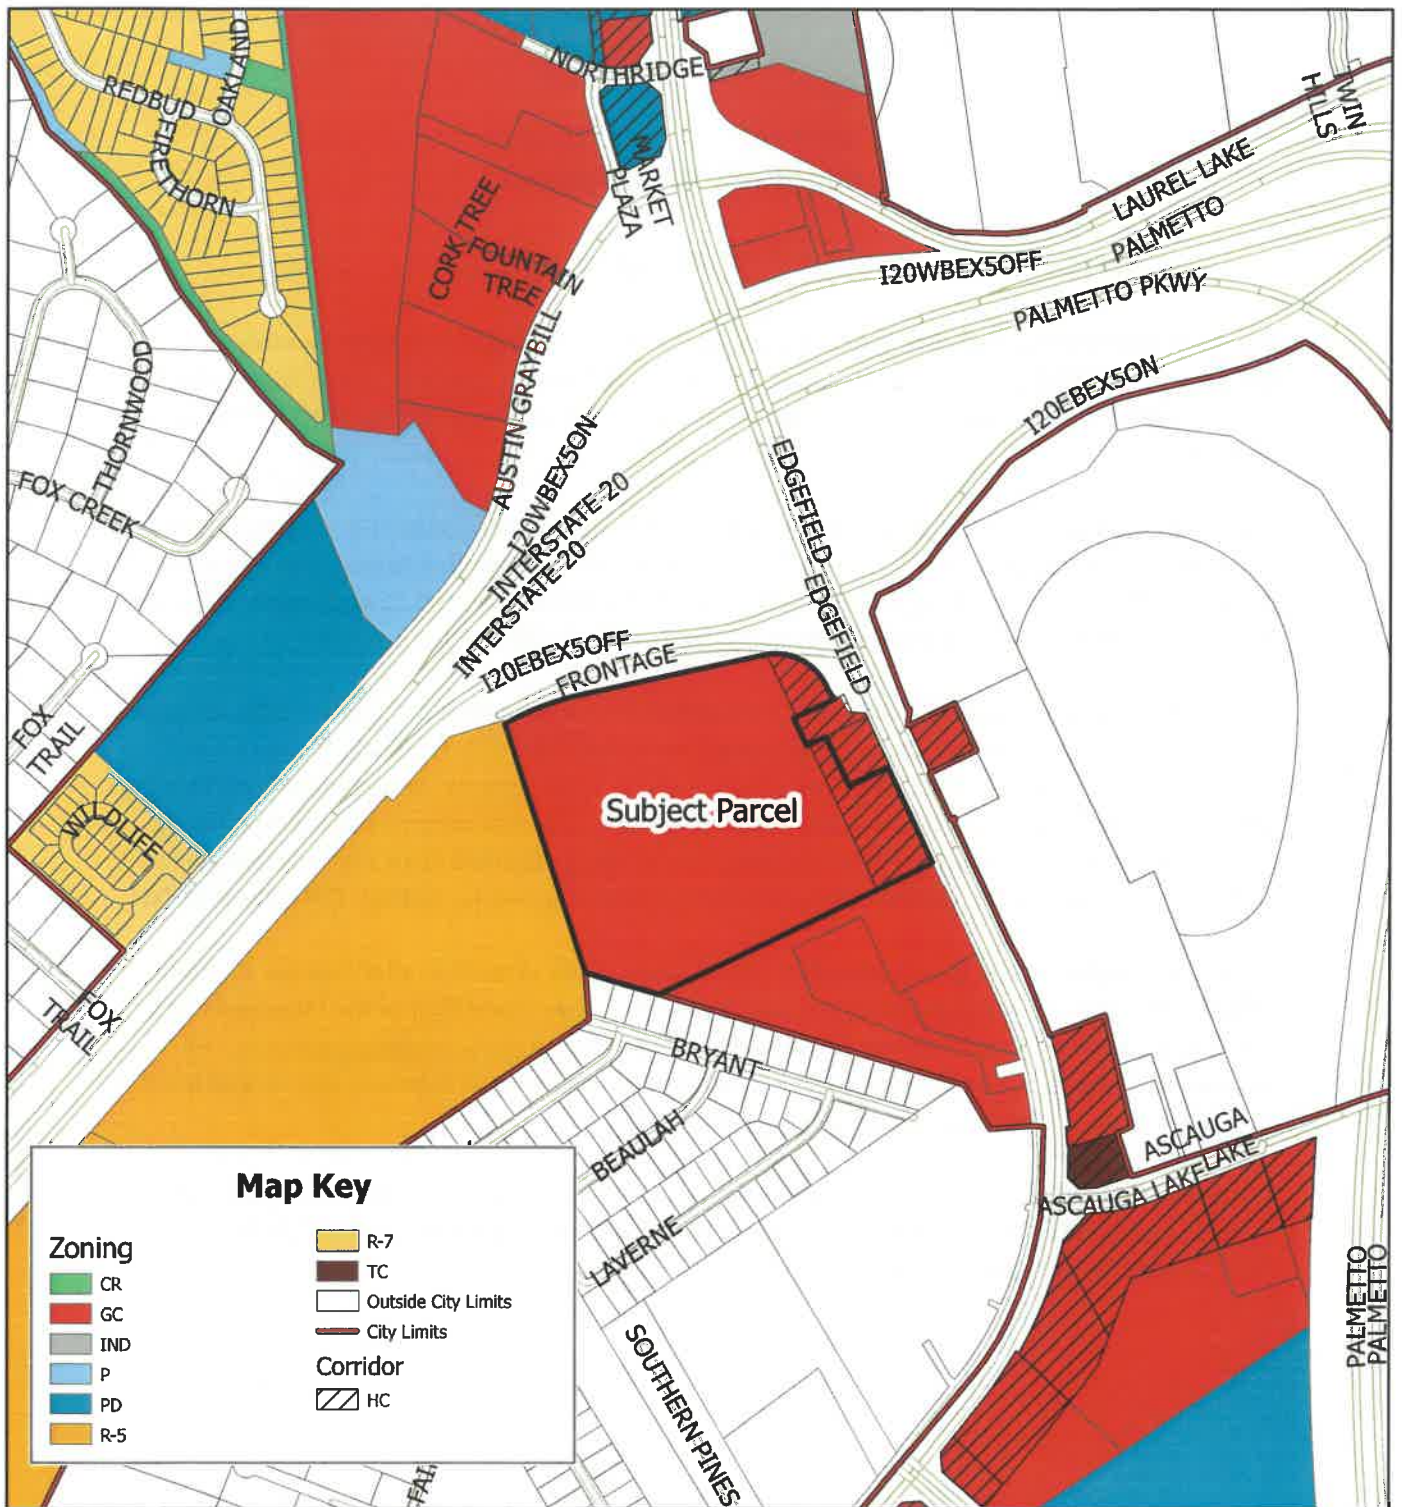 NORTHRIDGE
OAKLAND
REDBUD
FIRETHORN
MARKET
PLAZA
TWIN
HILLS
LAUREL LAKE
PALMETTO
I20WBEX5OFF
PALMETTO PKWY
CORK TREE
FOUNTAIN
TREE
AUSTIN GRAYBILL
I20EBEX5ON
THORNWOOD
FOX CREEK
I20WBEX5ON
INTERSTATE 20
INTERSTATE 20
EDGEFIELD
EDGEFIELD
I20EBEX5OFF
FRONTAGE
FOX
TRAIL
WILDLIFE
Subject Parcel
FOX
TRAIL
BRYANT
BEAULAH
LAVERNE
ASCAUGA
LAKE
ASCAUGA LAKE
PALMETTO
PALMETTO
SOUTHERN PINES
Map Key
Zoning
CR
GC
IND
P
PD
R-5
R-7
TC
Outside City Limits
City Limits
Corridor
HC